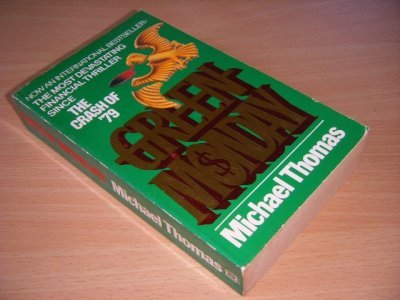 NOW AN INTERNATIONAL BESTSELLER-
THE MOST DEVASTATING
FINANCIAL THRILLER
SINCE
THE
CRASH OF
'79
GREEN
MONDAY
Michael Thomas
Michael Thomas